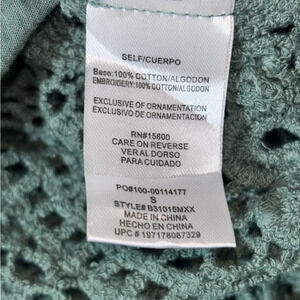 SELF/CUERPO
Base:100% COTTON/ALGODON
EMBROIDERY:100% COTTON/ALGODON
EXCLUSIVE OF ORNAMENTATION
EXCLUSIVO DE ORNAMENTACION
RN#15600
CARE ON REVERSE
VER AL DORSO
PARA CUIDADO
PO#100-00114177
S
STYLE# B31015MXX
MADE IN CHINA
HECHO EN CHINA
UPC # 197178087329